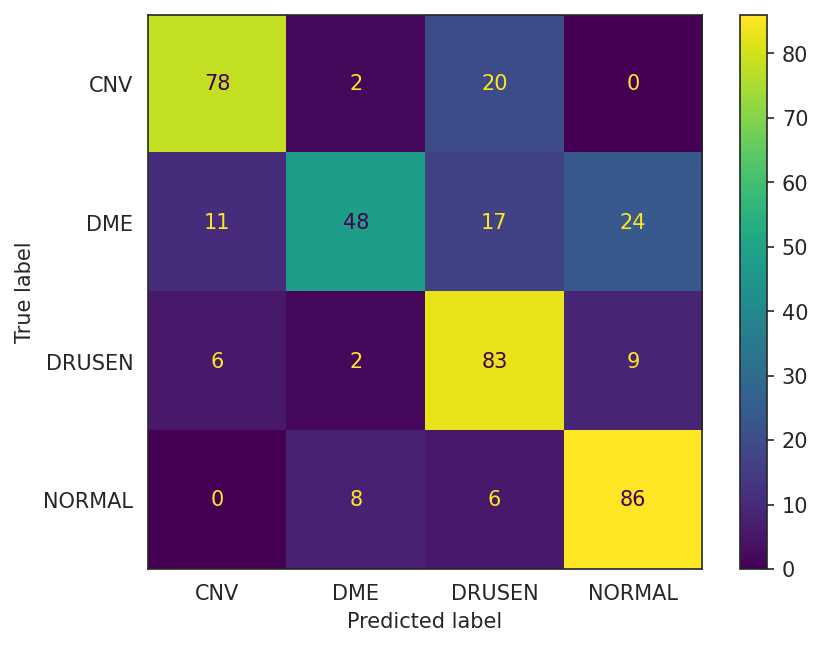 CNV 78 2 20 0
DME 11 48 17 24
DRUSEN 6 2 83 9
NORMAL 0 8 6 86
CNV DME DRUSEN NORMAL
Predicted label
True label
80
70
60
50
40
30
20
10
0